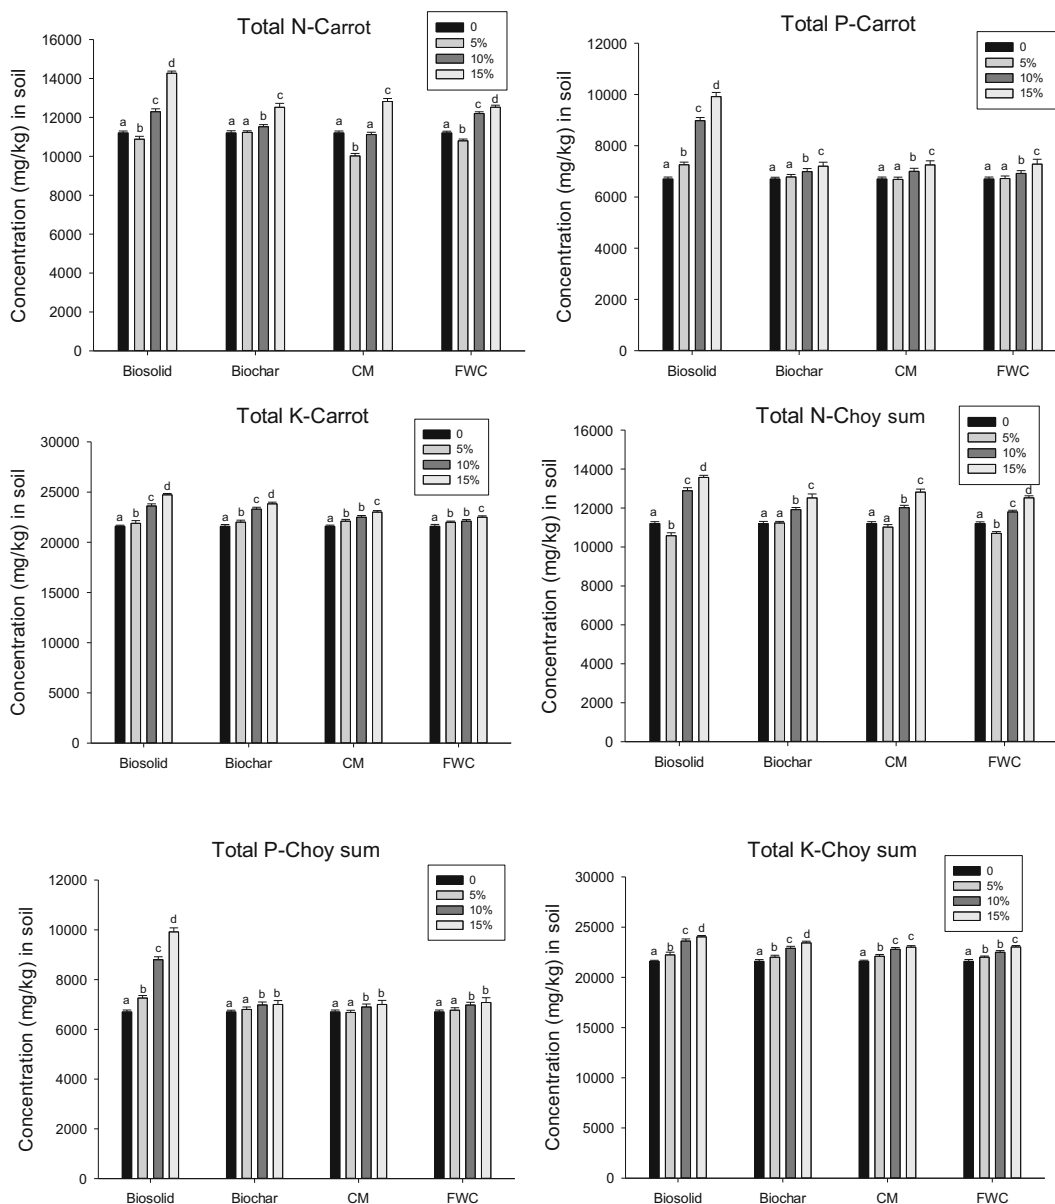 Total N-Carrot
0
5%
10%
15%
Concentration (mg/kg) in soil
16000
14000
12000
10000
8000
6000
4000
2000
0
a b c d
a a b c
a b a c
a b c d
Biosolid Biochar CM FWC
Total P-Carrot
0
5%
10%
15%
Concentration (mg/kg) in soil
12000
10000
8000
6000
4000
2000
0
a b c d
a a b c
a a b c
a a b c
Biosolid Biochar CM FWC
Total K-Carrot
0
5%
10%
15%
Concentration (mg/kg) in soil
30000
25000
20000
15000
10000
5000
0
a b c d
a b c d
a b b c
a b b c
Biosolid Biochar CM FWC
Total N-Choy sum
0
5%
10%
15%
Concentration (mg/kg) in soil
16000
14000
12000
10000
8000
6000
4000
2000
0
a b c d
a a b c
a a b c
a b c d
Biosolid Biochar CM FWC
Total P-Choy sum
0
5%
10%
15%
Concentration (mg/kg) in soil
12000
10000
8000
6000
4000
2000
0
a b c d
a a b b
a a b b
a a b b
Biosolid Biochar CM FWC
Total K-Choy sum
0
5%
10%
15%
Concentration (mg/kg) in soil
30000
25000
20000
15000
10000
5000
0
a b c d
a b c d
a b c c
a b b c
Biosolid Biochar CM FWC